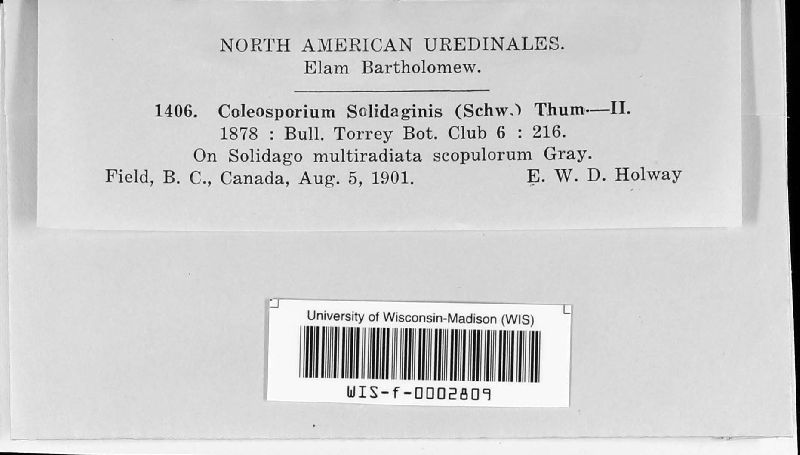 NORTH AMERICAN UREDINALES.
Elam Bartholomew.
1406. Coleosporium Solidaginis (Schw.) Thum.—II.
1878 : Bull. Torrey Bot. Club 6 : 216.
On Solidago multiradiata scopulorum Gray.
Field, B. C., Canada, Aug. 5, 1901. E. W. D. Holway
University of Wisconsin-Madison (WIS)
WIS-f-0002809